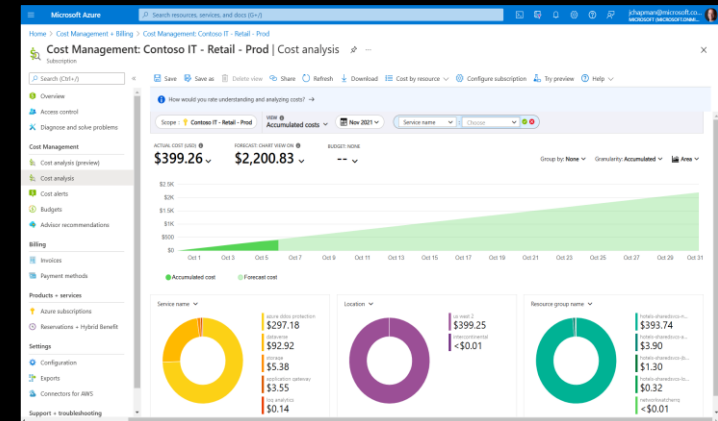 Microsoft Azure
Search resources, services, and docs (G+/)
jchapman@microsoft.co...
Home > Cost Management + Billing > Cost Management: Contoso IT - Retail - Prod
Cost Management: Contoso IT - Retail - Prod | Cost analysis
Subscription
Search (Ctrl+/)
Save
Save as
Delete view
Share
Refresh
Download
Cost by resource
Configure subscription
Try preview
Help
Overview
Access control
Diagnose and solve problems
Cost Management
Cost analysis (preview)
Cost analysis
Cost alerts
Budgets
Advisor recommendations
Billing
Invoices
Payment methods
Products + services
Azure subscriptions
Reservations + Hybrid Benefit
Settings
Configuration
Exports
Connectors for AWS
Support + troubleshooting
How would you rate understanding and analyzing costs? →
Scope : Contoso IT - Retail - Prod
VIEW
Accumulated costs
Nov 2021
Service name
Choose
ACTUAL COST (USD)
$399.26
FORECAST: CHART VIEW ON
$2,200.83
BUDGET: NONE
--
Group by: None
Granularity: Accumulated
Area
$2.5K
$2K
$1.5K
$1K
$500
$0
Oct 1 Oct 3 Oct 5 Oct 7 Oct 9 Oct 11 Oct 13 Oct 15 Oct 17 Oct 19 Oct 21 Oct 23 Oct 25 Oct 27 Oct 29 Oct 31
Accumulated cost
Forecast cost
Service name
azure ddos protection
$297.18
$92.92
storage
$5.38
application gateway
$3.55
log analytics
$0.14
Location
us west 2
$399.25
intercontinental
<$0.01
Resource group name
$393.74
$3.90
$1.30
$0.32
<$0.01